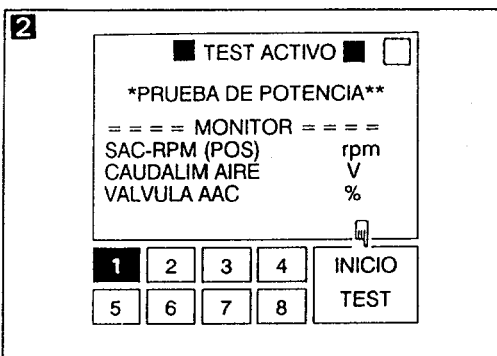 2
■ TEST ACTIVO ■ □
*PRUEBA DE POTENCIA**
= = = = MONITOR = = = =
SAC-RPM (POS) rpm
CAUDALIM AIRE V
VALVULA AAC %
1 2 3 4 INICIO
5 6 7 8 TEST